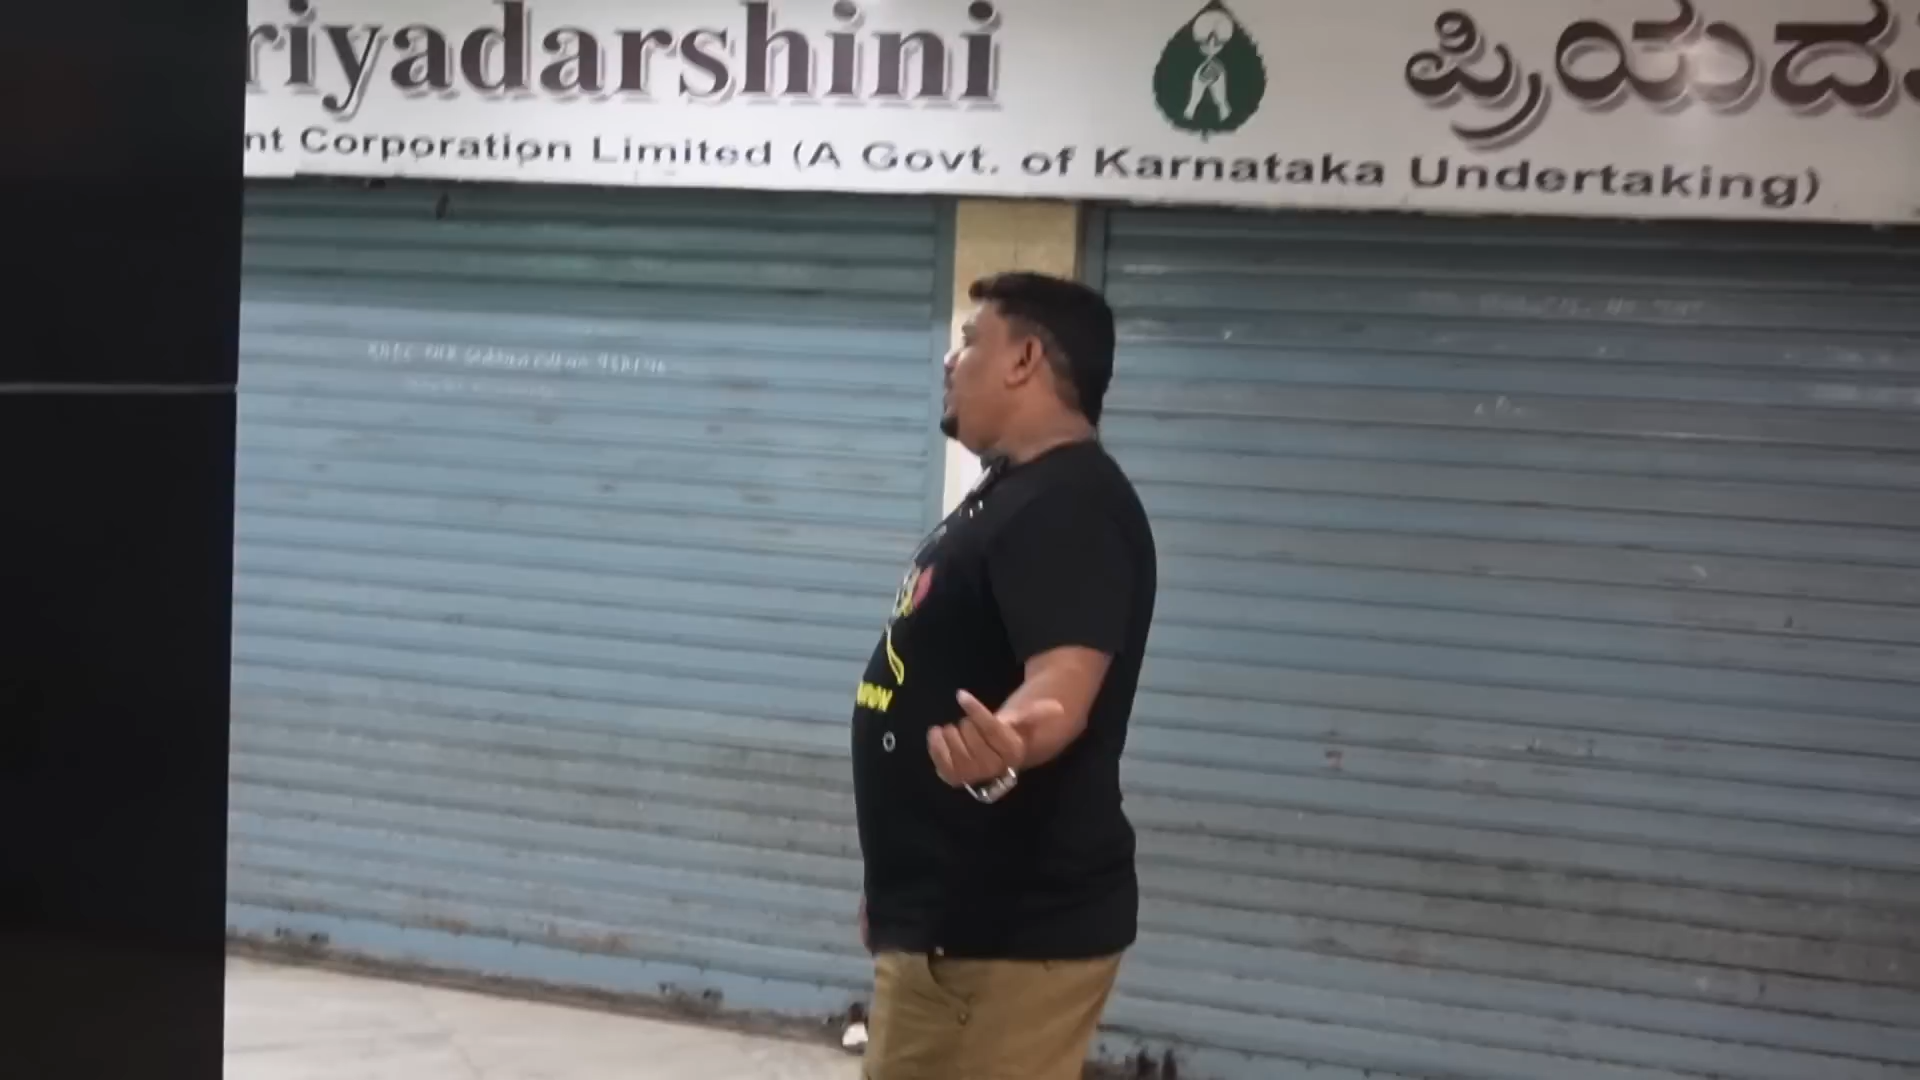 riyadarshini
ಪ್ರಿಯದ
nt Corporation Limited (A Govt. of Karnataka Undertaking)